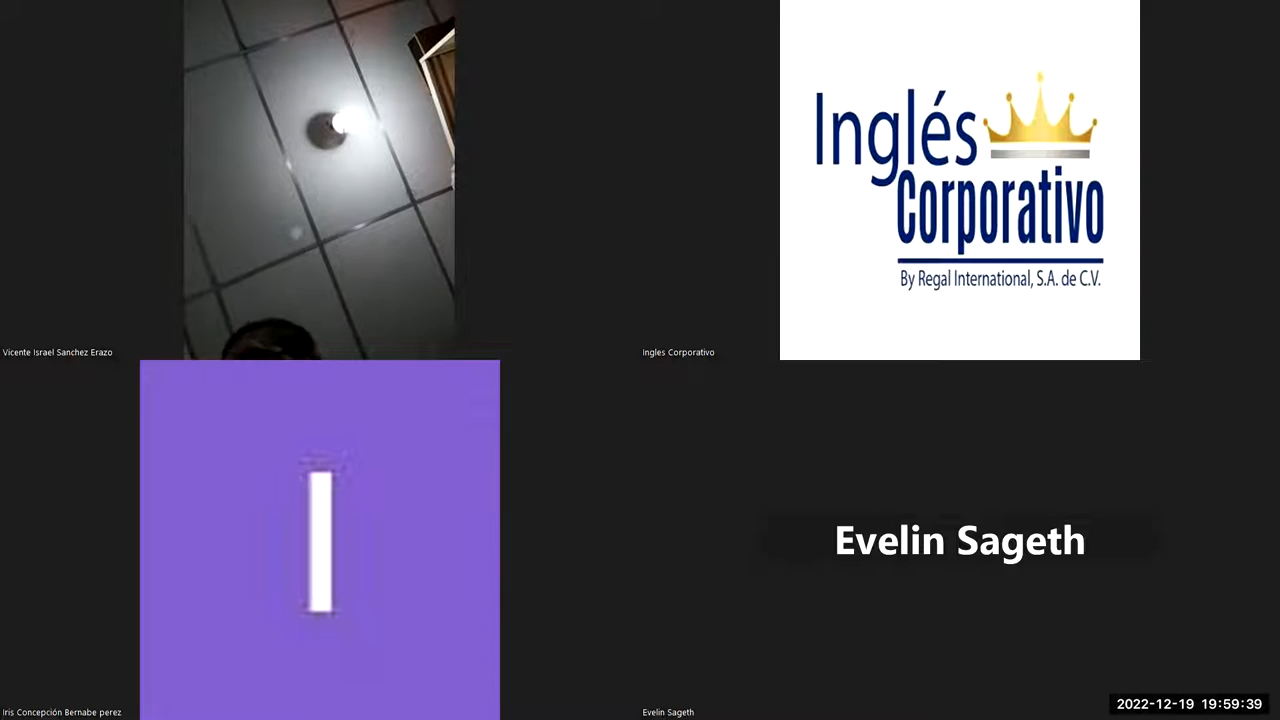 Inglés
Corporativo
By Regal International, S.A. de C.V.
Vicente Israel Sanchez Erazo
Ingles Corporativo
I
Evelin Sageth
Iris Concepción Bernabe perez
Evelin Sageth
2022-12-19 19:59:39